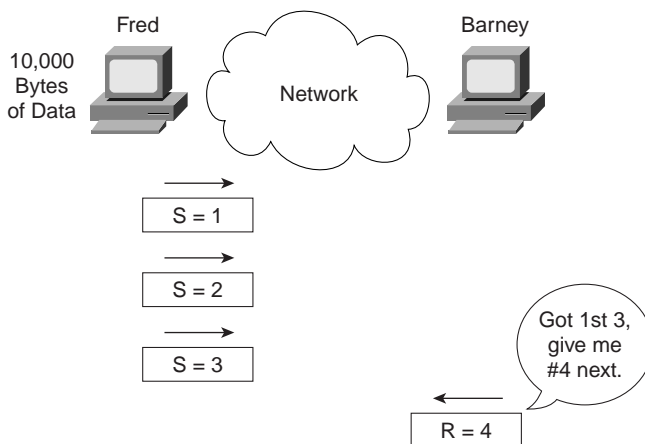 Fred
Barney
10,000
Bytes
of Data
Network
S = 1
S = 2
S = 3
Got 1st 3,
give me
#4 next.
R = 4